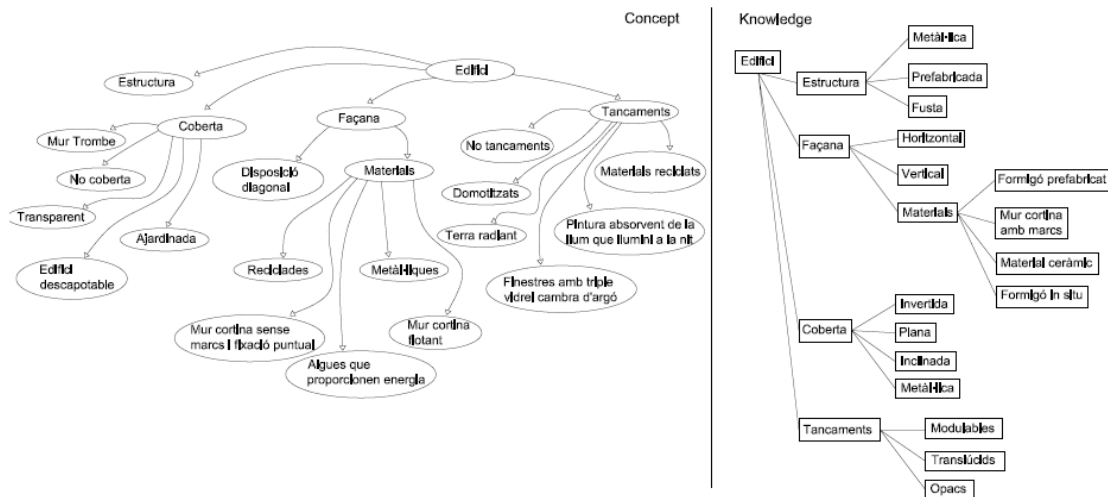 Concept
Edifici
Estructura
Coberta
Façana
Tancaments
Mur Trombe
No coberta
Transparent
Ajardinada
Edifici
descapotable
Disposició
diagonal
Materials
Reciclades
Metàl·liques
Mur cortina sense
marcs i fixació puntual
Algues que
proporcionen energia
Mur cortina
flotant
No tancaments
Domotitzats
Terra radiant
Materials reciclats
Pintura absorvent de la
llum que ilumini a la nit
Finestres amb triple
vidrel cambra d'argó
Knowledge
Edifici
Estructura
Metàl·lica
Prefabricada
Fusta
Façana
Horitzontal
Vertical
Materials
Formigó prefabricat
Mur cortina
amb marcs
Material ceràmic
Formigó in situ
Coberta
Invertida
Plana
Inclinada
Metàl·lica
Tancaments
Modulables
Translúcids
Opacs